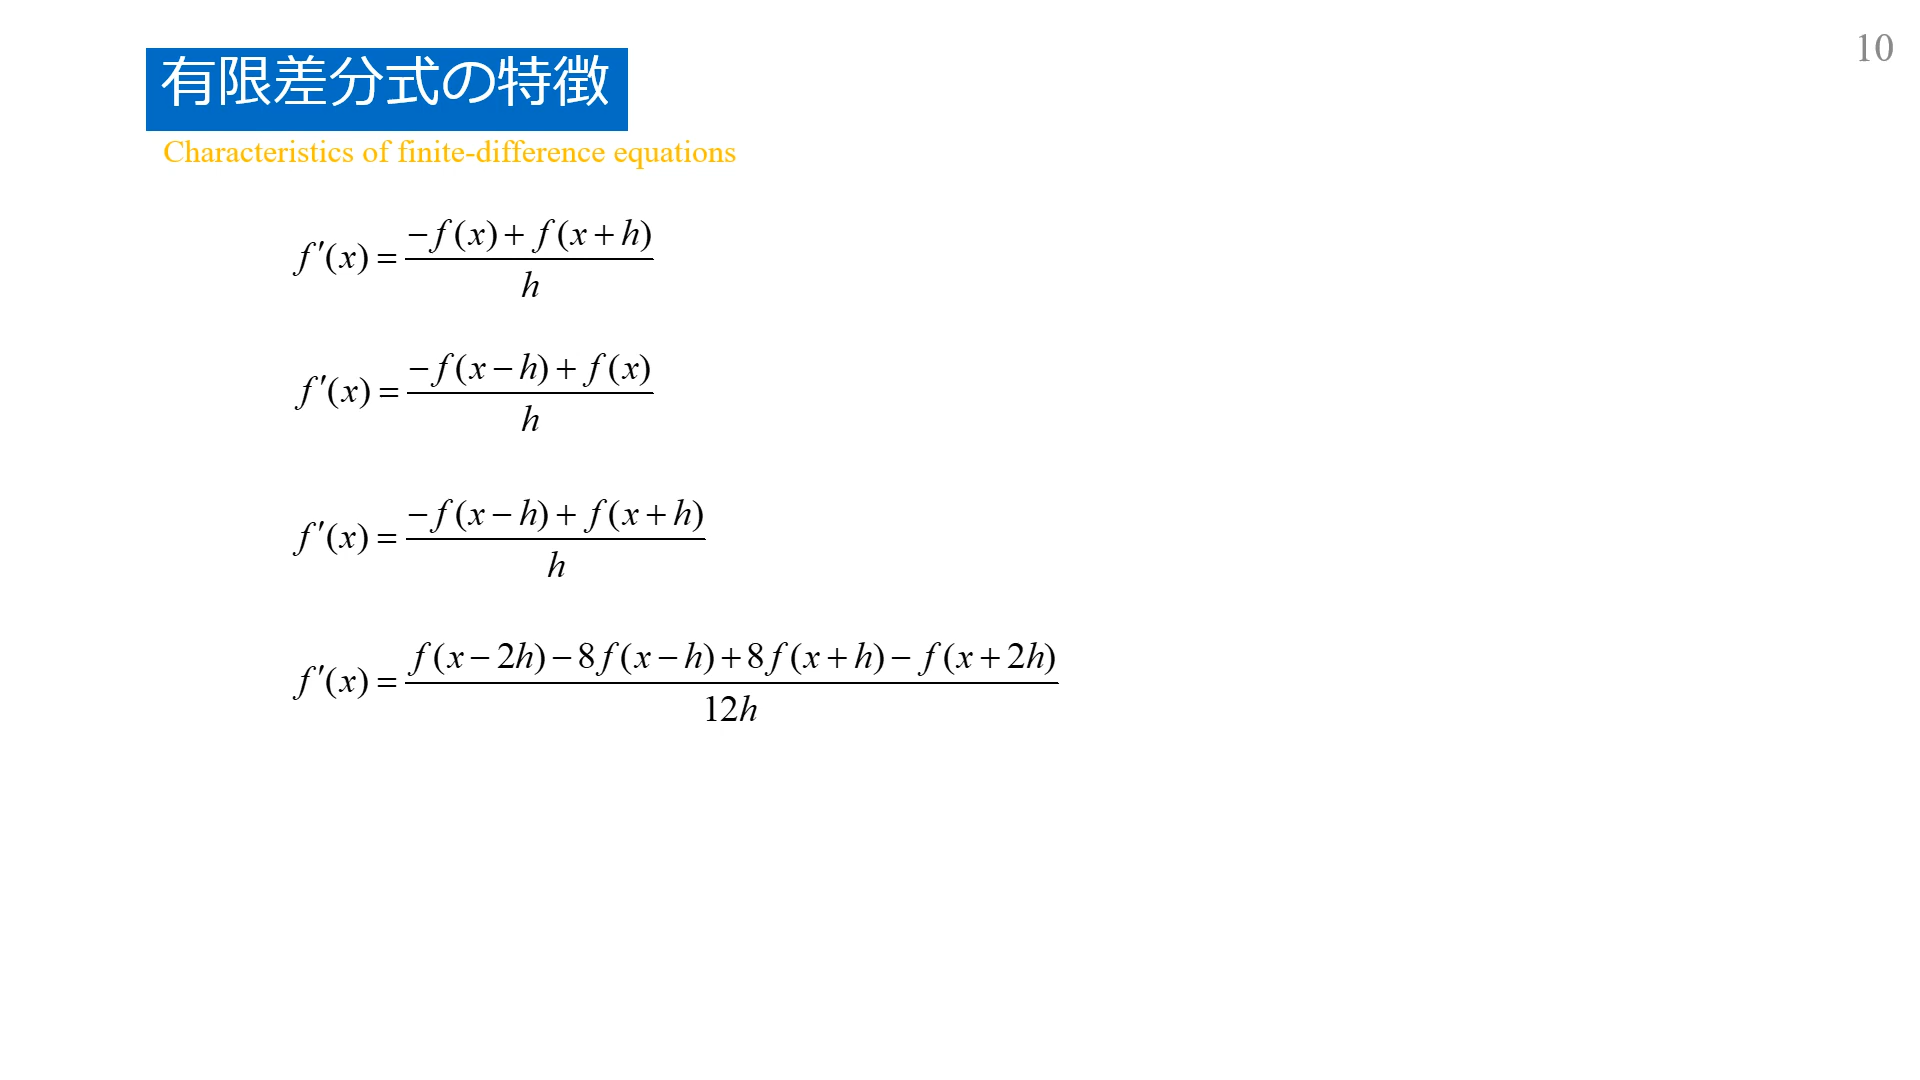 10
有限差分式の特徴
Characteristics of finite-difference equations
f′(x) = (−f(x) + f(x + h)) / h
f′(x) = (−f(x − h) + f(x)) / h
f′(x) = (−f(x − h) + f(x + h)) / h
f′(x) = (f(x − 2h) − 8f(x − h) + 8f(x + h) − f(x + 2h)) / 12h